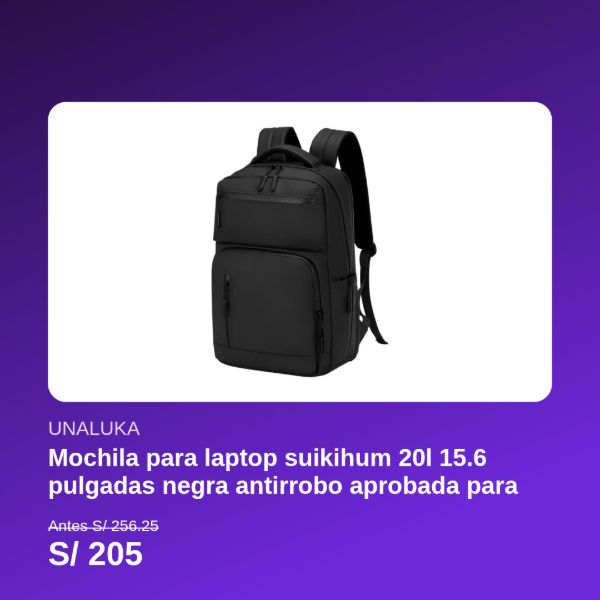 UNALUKA
Mochila para laptop suikihum 20l 15.6
pulgadas negra antirrobo aprobada para
Antes S/ 256.25
S/ 205